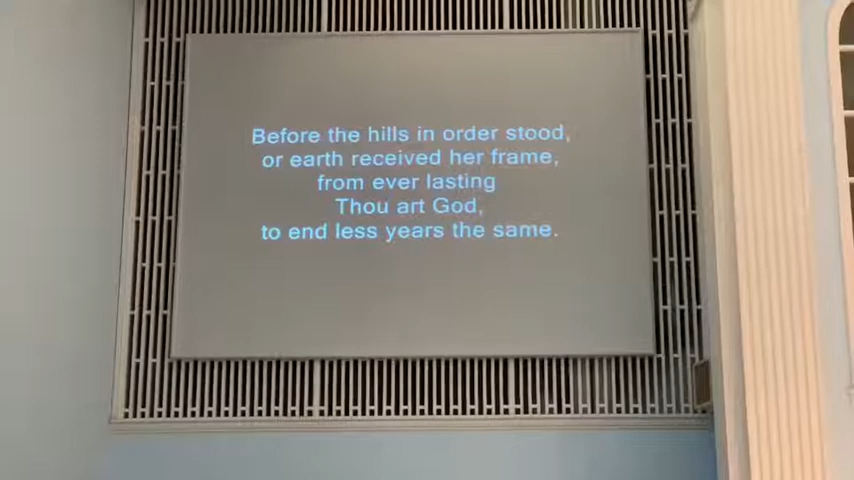 Before the hills in order stood,
or earth received her frame,
from ever lasting
Thou art God,
to end less years the same.